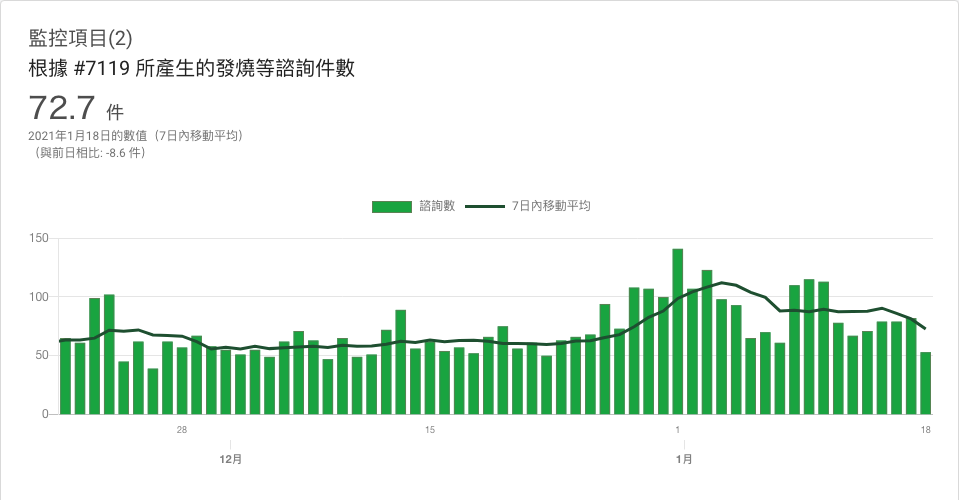 監控項目(2)
根據 #7119 所產生的發燒等諮詢件數
72.7 件
2021年1月18日的數值（7日內移動平均）
（與前日相比: -8.6 件）
諮詢數 7日內移動平均
150
100
50
0
28 15 1 18
12月 1月